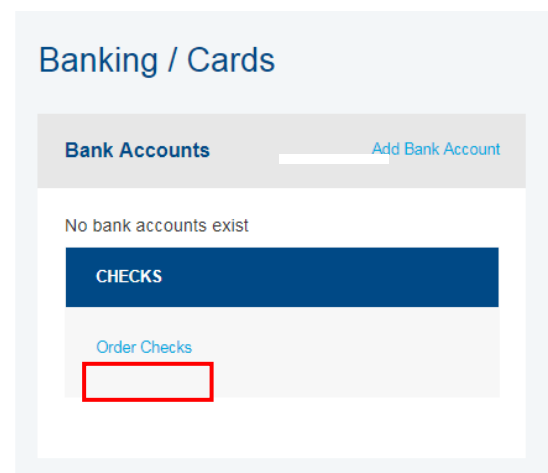 Banking / Cards
Bank Accounts Add Bank Account
No bank accounts exist
CHECKS
Order Checks